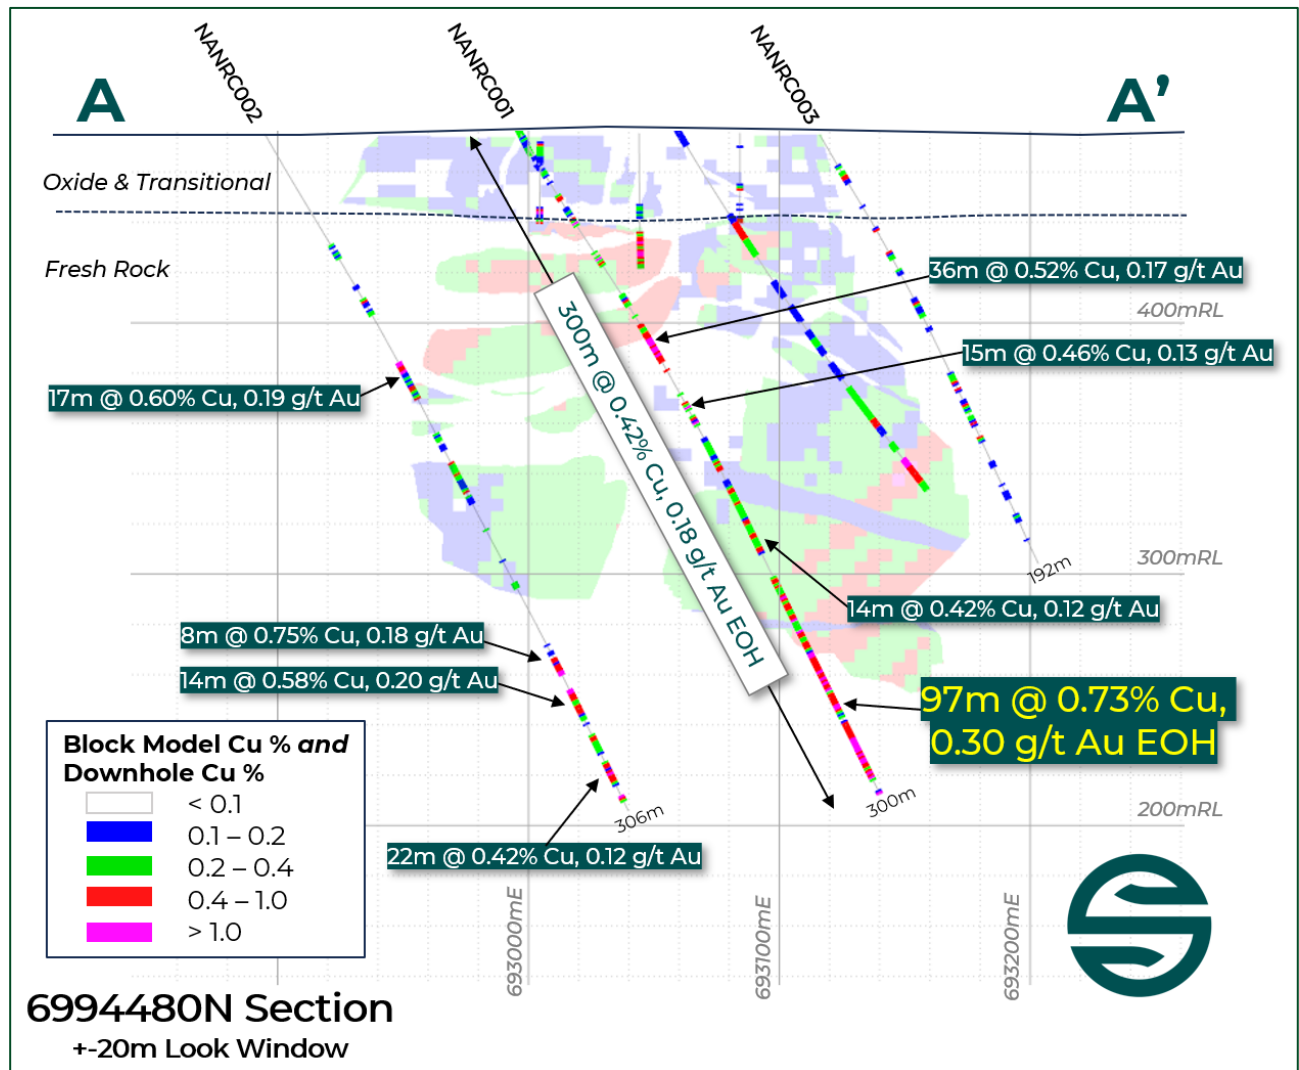 NANRC002
NANRC001
NANRC003
A
A’
Oxide & Transitional
Fresh Rock
36m @ 0.52% Cu, 0.17 g/t Au
400mRL
15m @ 0.46% Cu, 0.13 g/t Au
17m @ 0.60% Cu, 0.19 g/t Au
300m @ 0.42% Cu, 0.18 g/t Au EOH
300mRL
192m
14m @ 0.42% Cu, 0.12 g/t Au
8m @ 0.75% Cu, 0.18 g/t Au
14m @ 0.58% Cu, 0.20 g/t Au
97m @ 0.73% Cu,
0.30 g/t Au EOH
Block Model Cu % and
Downhole Cu %
< 0.1
0.1 – 0.2
0.2 – 0.4
0.4 – 1.0
> 1.0
306m
300m
200mRL
22m @ 0.42% Cu, 0.12 g/t Au
693000mE
693100mE
693200mE
6994480N Section
+-20m Look Window